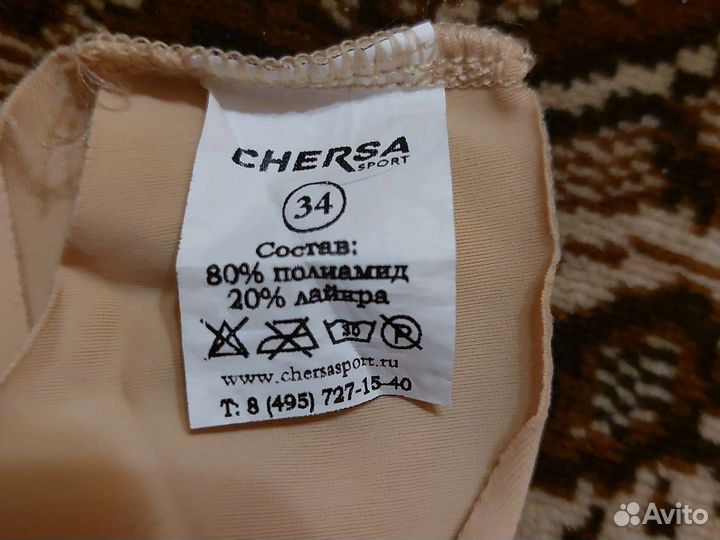 CHERSA
SPORT
34
Состав:
80% полиамид
20% лайкра
30 P
www.chersasport.ru
Т: 8 (495) 727-15-40
Avito